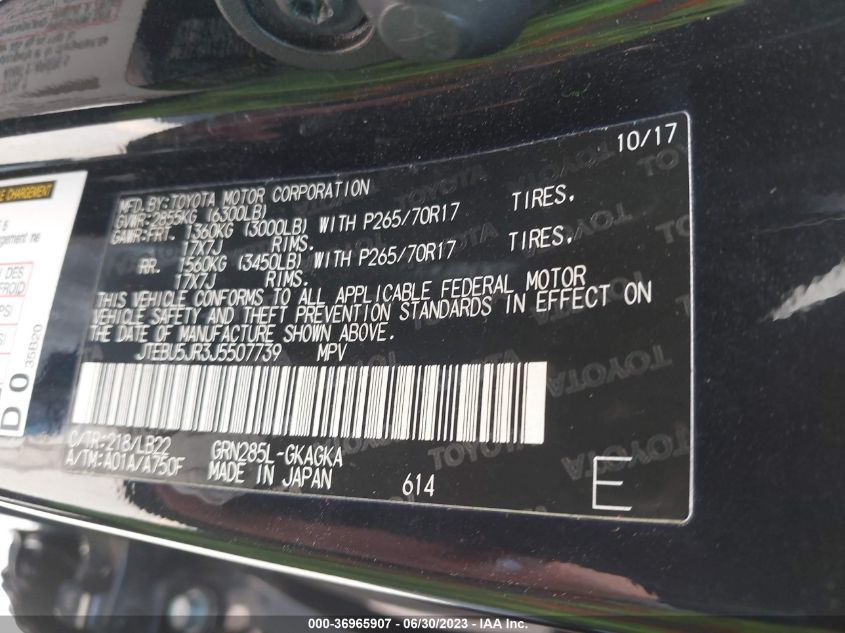 10/17
MFD.BY:TOYOTA MOTOR CORPORATION
GVWR:2855KG (6300LB)
GAWR:FRT. 1360KG (3000LB) WITH P265/70R17 TIRES,
17X7J RIMS.
RR. 1560KG (3450LB) WITH P265/70R17 TIRES,
17X7J RIMS.
THIS VEHICLE CONFORMS TO ALL APPLICABLE FEDERAL MOTOR
VEHICLE SAFETY AND THEFT PREVENTION STANDARDS IN EFFECT ON
THE DATE OF MANUFACTURE SHOWN ABOVE.
JTEBU5JR3J5507739 MPV
C/TR:218/LB22 GRN285L-GKAGKA
A/TM:A01A/A750F MADE IN JAPAN
614
E
CHARGEMENT
DES
35B20
000-36965907 - 06/30/2023 - IAA Inc.